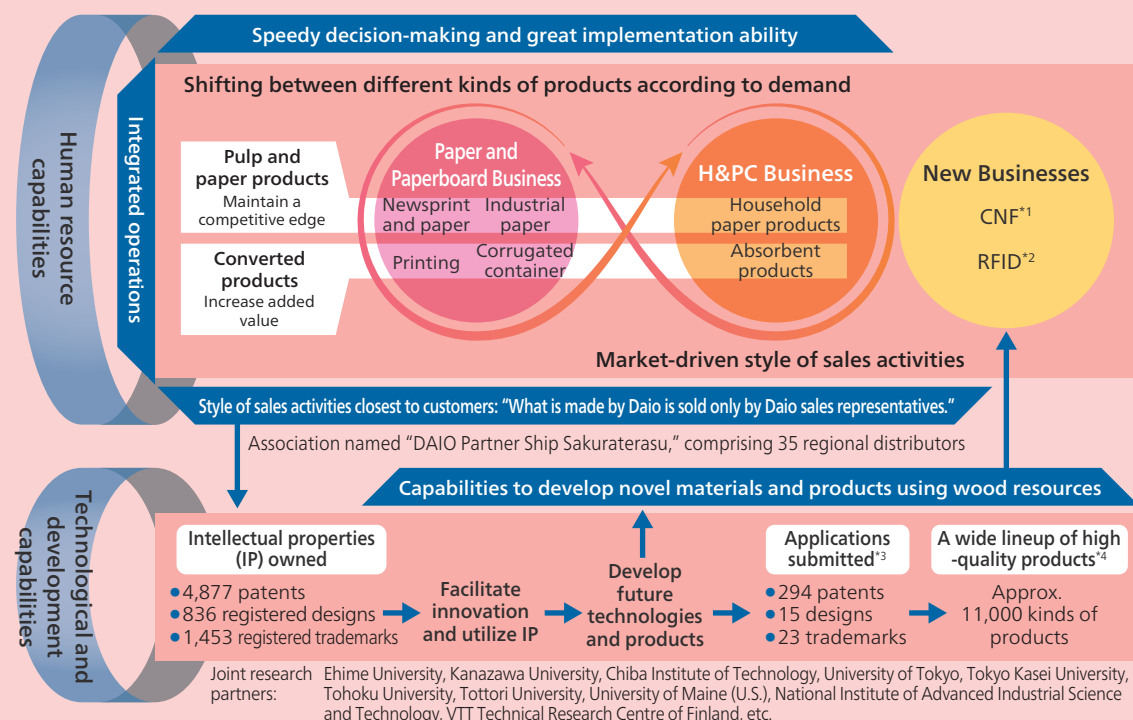 Speedy decision-making and great implementation ability
Human resource
capabilities
Integrated operations
Shifting between different kinds of products according to demand
Pulp and
paper products
Maintain a
competitive edge
Converted
products
Increase added
value
Paper and
Paperboard Business
Newsprint
and paper
Industrial
paper
Printing
Corrugated
container
H&PC Business
Household
paper products
Absorbent
products
New Businesses
CNF*1
RFID*2
Market-driven style of sales activities
Style of sales activities closest to customers: “What is made by Daio is sold only by Daio sales representatives.”
Association named “DAIO Partner Ship Sakuraterasu,” comprising 35 regional distributors
Technological and
development
capabilities
Capabilities to develop novel materials and products using wood resources
Intellectual properties
(IP) owned
●4,877 patents
●836 registered designs
●1,453 registered trademarks
Facilitate
innovation
and utilize IP
Develop
future
technologies
and products
Applications
submitted*3
●294 patents
●15 designs
●23 trademarks
A wide lineup of high
-quality products*4
Approx.
11,000 kinds of
products
Joint research
partners:
Ehime University, Kanazawa University, Chiba Institute of Technology, University of Tokyo, Tokyo Kasei University,
Tohoku University, Tottori University, University of Maine (U.S.), National Institute of Advanced Industrial Science
and Technology, VTT Technical Research Centre of Finland, etc.